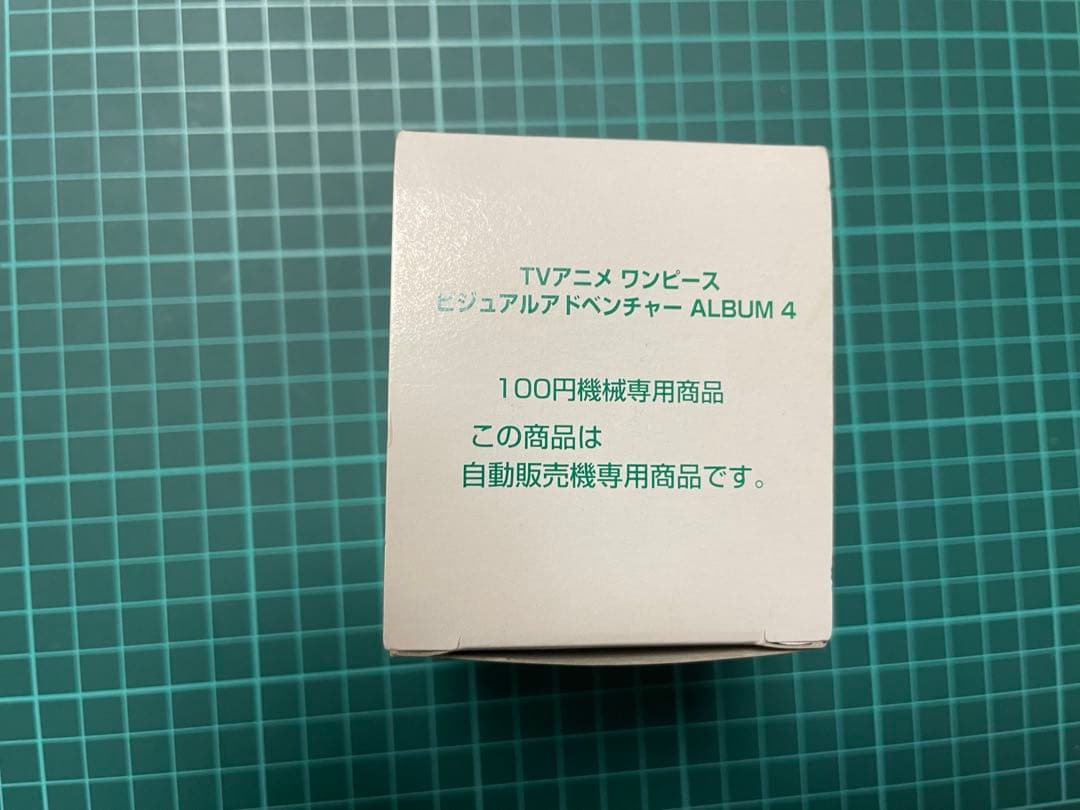 TVアニメ ワンピース
ビジュアルアドベンチャー ALBUM 4
100円機械専用商品
この商品は
自動販売機専用商品です。